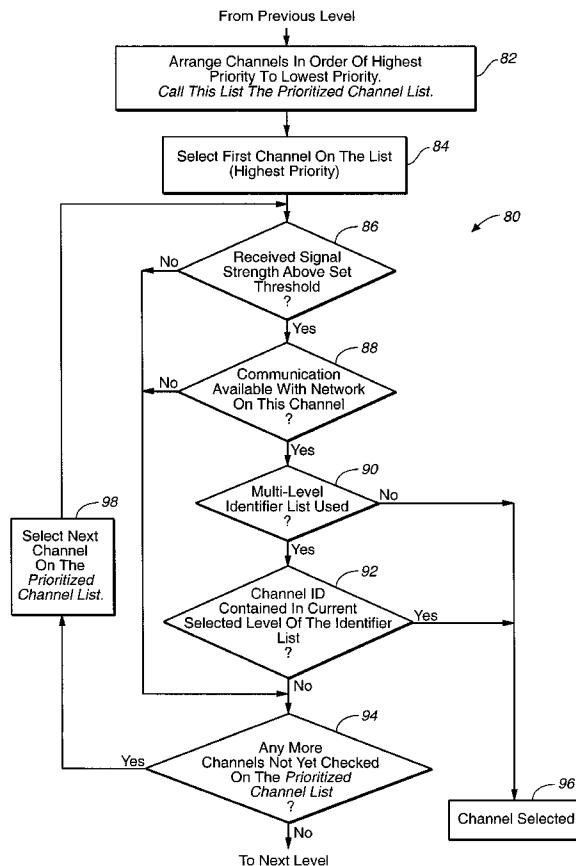 From Previous Level
Arrange Channels In Order Of Highest
Priority To Lowest Priority.
Call This List The Prioritized Channel List.
82
Select First Channel On The List
(Highest Priority)
84
80
86
Received Signal
Strength Above Set
Threshold
?
No
Yes
88
Communication
Available With Network
On This Channel
?
No
Yes
90
Multi-Level
Identifier List Used
?
No
Yes
98
Select Next
Channel
On The
Prioritized
Channel List.
92
Channel ID
Contained In Current
Selected Level Of The Identifier
List
?
Yes
No
94
Any More
Channels Not Yet Checked
On The Prioritized
Channel List
?
Yes
No
96
Channel Selected
To Next Level